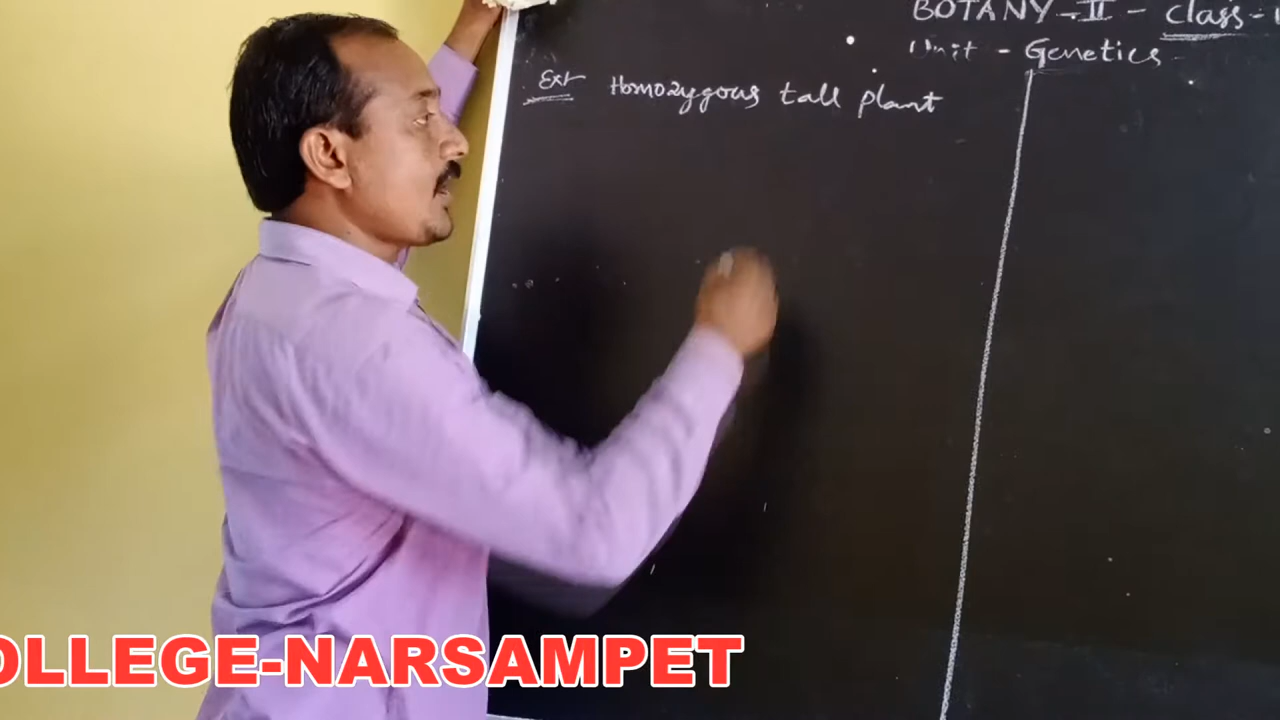 BOTANY-II - Class-
Unit - Genetics
Ex:- Homozygous tall plant
OLLEGE-NARSAMPET